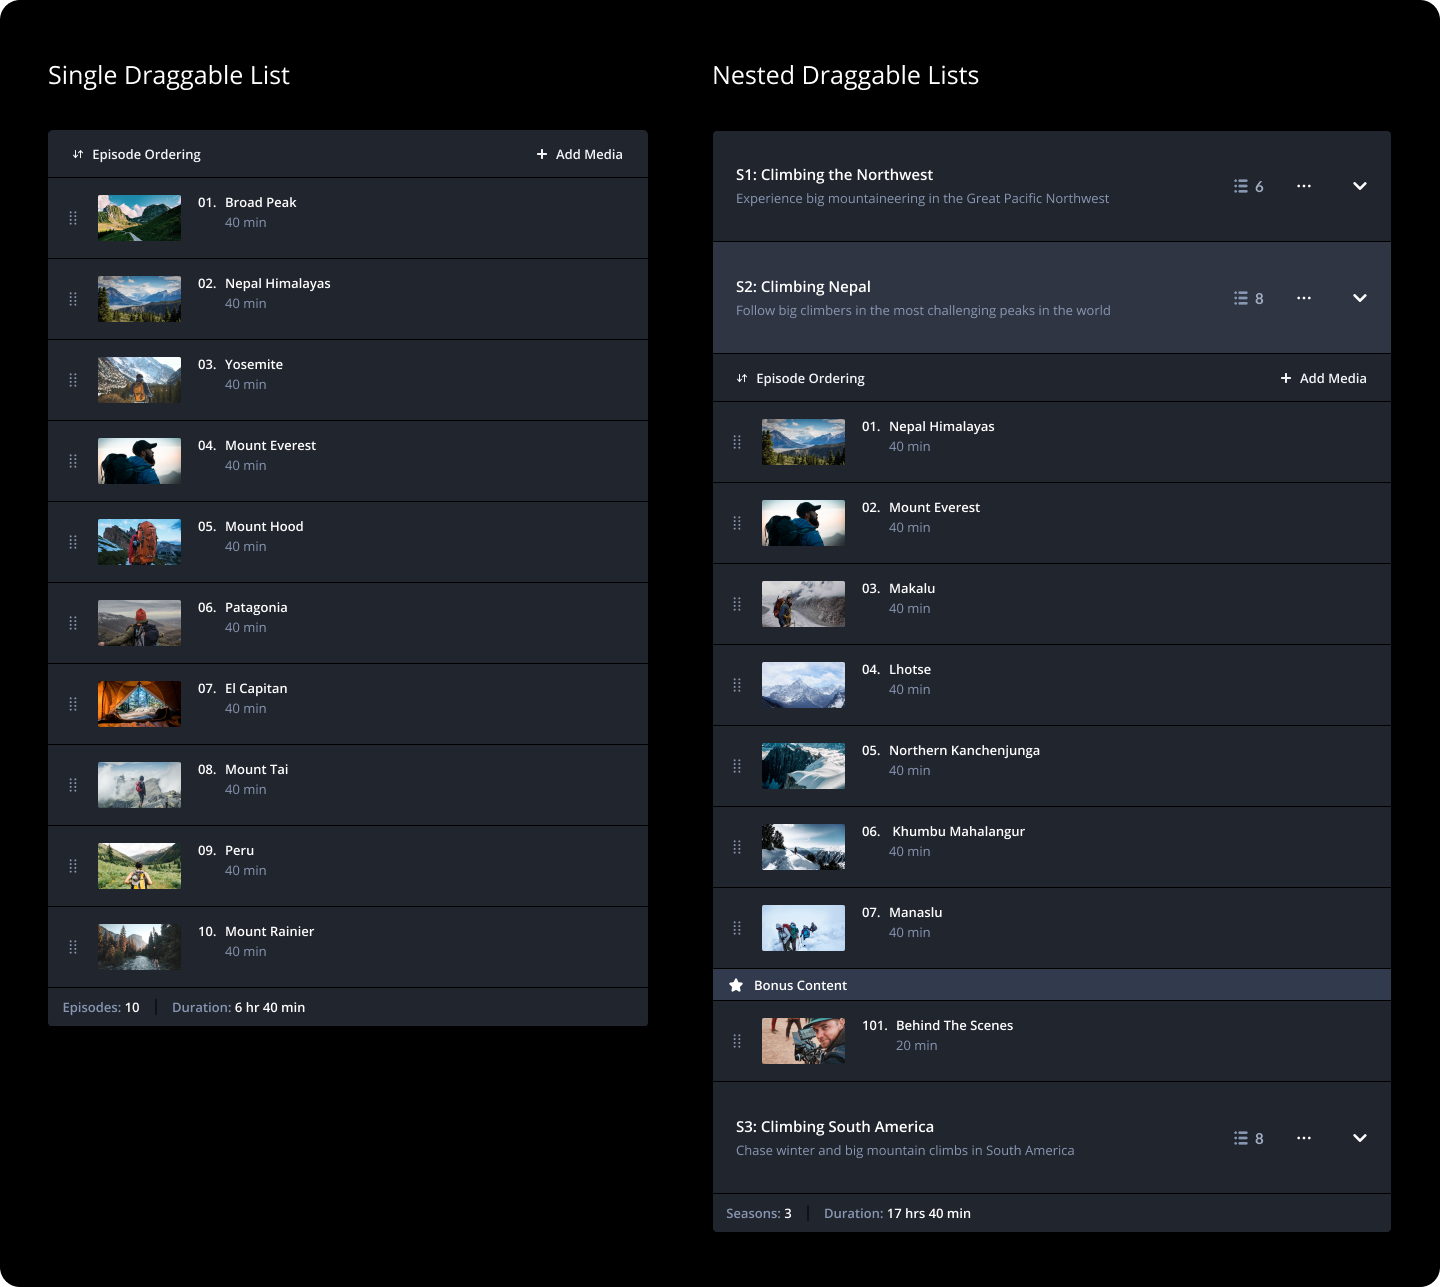 Single Draggable List
Episode Ordering
Add Media
01. Broad Peak
40 min
02. Nepal Himalayas
40 min
03. Yosemite
40 min
04. Mount Everest
40 min
05. Mount Hood
40 min
06. Patagonia
40 min
07. El Capitan
40 min
08. Mount Tai
40 min
09. Peru
40 min
10. Mount Rainier
40 min
Episodes: 10
Duration: 6 hr 40 min
Nested Draggable Lists
S1: Climbing the Northwest
Experience big mountaineering in the Great Pacific Northwest
6
S2: Climbing Nepal
Follow big climbers in the most challenging peaks in the world
8
Episode Ordering
Add Media
01. Nepal Himalayas
40 min
02. Mount Everest
40 min
03. Makalu
40 min
04. Lhotse
40 min
05. Northern Kanchenjunga
40 min
06. Khumbu Mahalangur
40 min
07. Manaslu
40 min
Bonus Content
101. Behind The Scenes
20 min
S3: Climbing South America
Chase winter and big mountain climbs in South America
8
Seasons: 3
Duration: 17 hrs 40 min